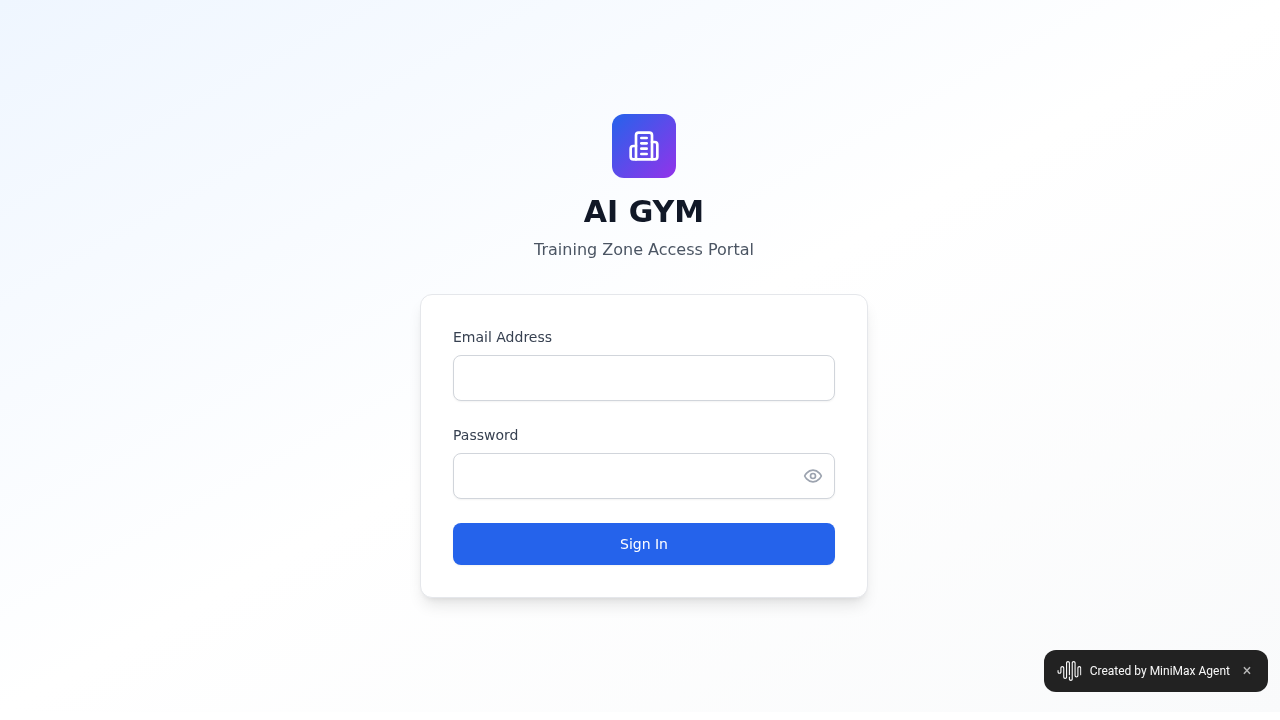 AI GYM
Training Zone Access Portal
Email Address
Password
Sign In
Created by MiniMax Agent ×